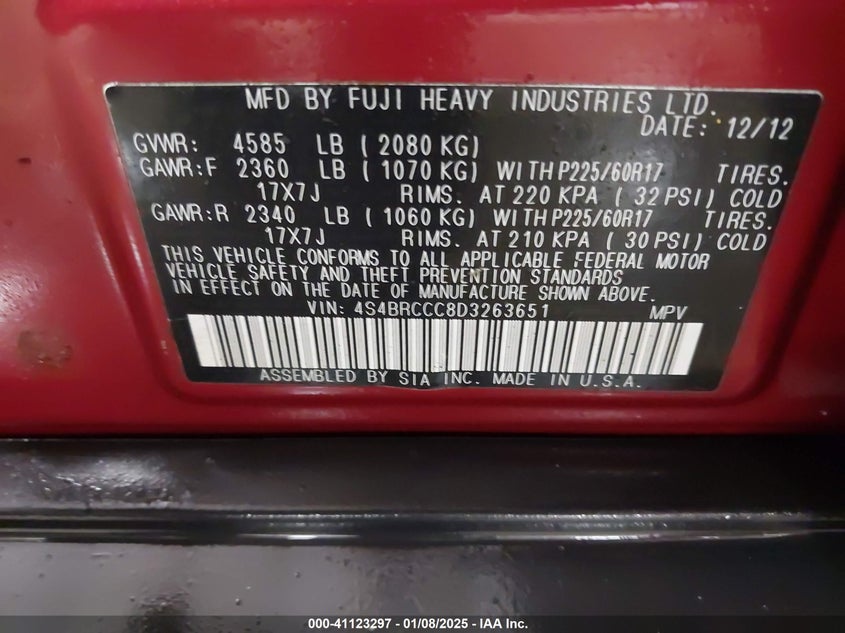 MFD BY FUJI HEAVY INDUSTRIES LTD.
DATE: 12/12
GVWR: 4585 LB ( 2080 KG)
GAWR:F 2360 LB ( 1070 KG) WITH P225/60R17 TIRES.
17X7J RIMS. AT 220 KPA ( 32 PSI) COLD
GAWR:R 2340 LB ( 1060 KG) WITH P225/60R17 TIRES.
17X7J RIMS. AT 210 KPA ( 30 PSI) COLD
THIS VEHICLE CONFORMS TO ALL APPLICABLE FEDERAL MOTOR
VEHICLE SAFETY AND THEFT PREVENTION STANDARDS
IN EFFECT ON THE DATE OF MANUFACTURE SHOWN ABOVE.
VIN: 4S4BRCCC8D3263651 MPV
ASSEMBLED BY SIA INC. MADE IN U.S.A.
000-41123297 - 01/08/2025 - IAA Inc.